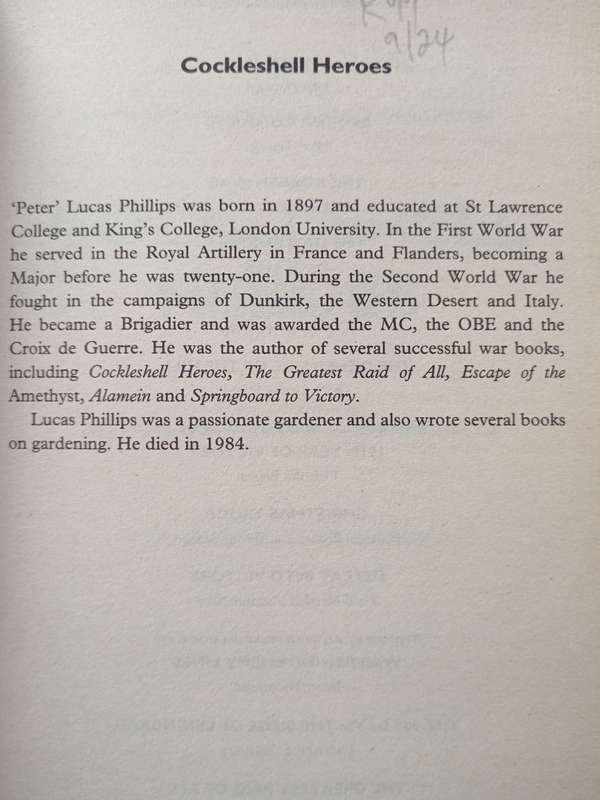 9/24
Cockleshell Heroes
‘Peter’ Lucas Phillips was born in 1897 and educated at St Lawrence
College and King’s College, London University. In the First World War
he served in the Royal Artillery in France and Flanders, becoming a
Major before he was twenty-one. During the Second World War he
fought in the campaigns of Dunkirk, the Western Desert and Italy.
He became a Brigadier and was awarded the MC, the OBE and the
Croix de Guerre. He was the author of several successful war books,
including Cockleshell Heroes, The Greatest Raid of All, Escape of the
Amethyst, Alamein and Springboard to Victory.
Lucas Phillips was a passionate gardener and also wrote several books
on gardening. He died in 1984.